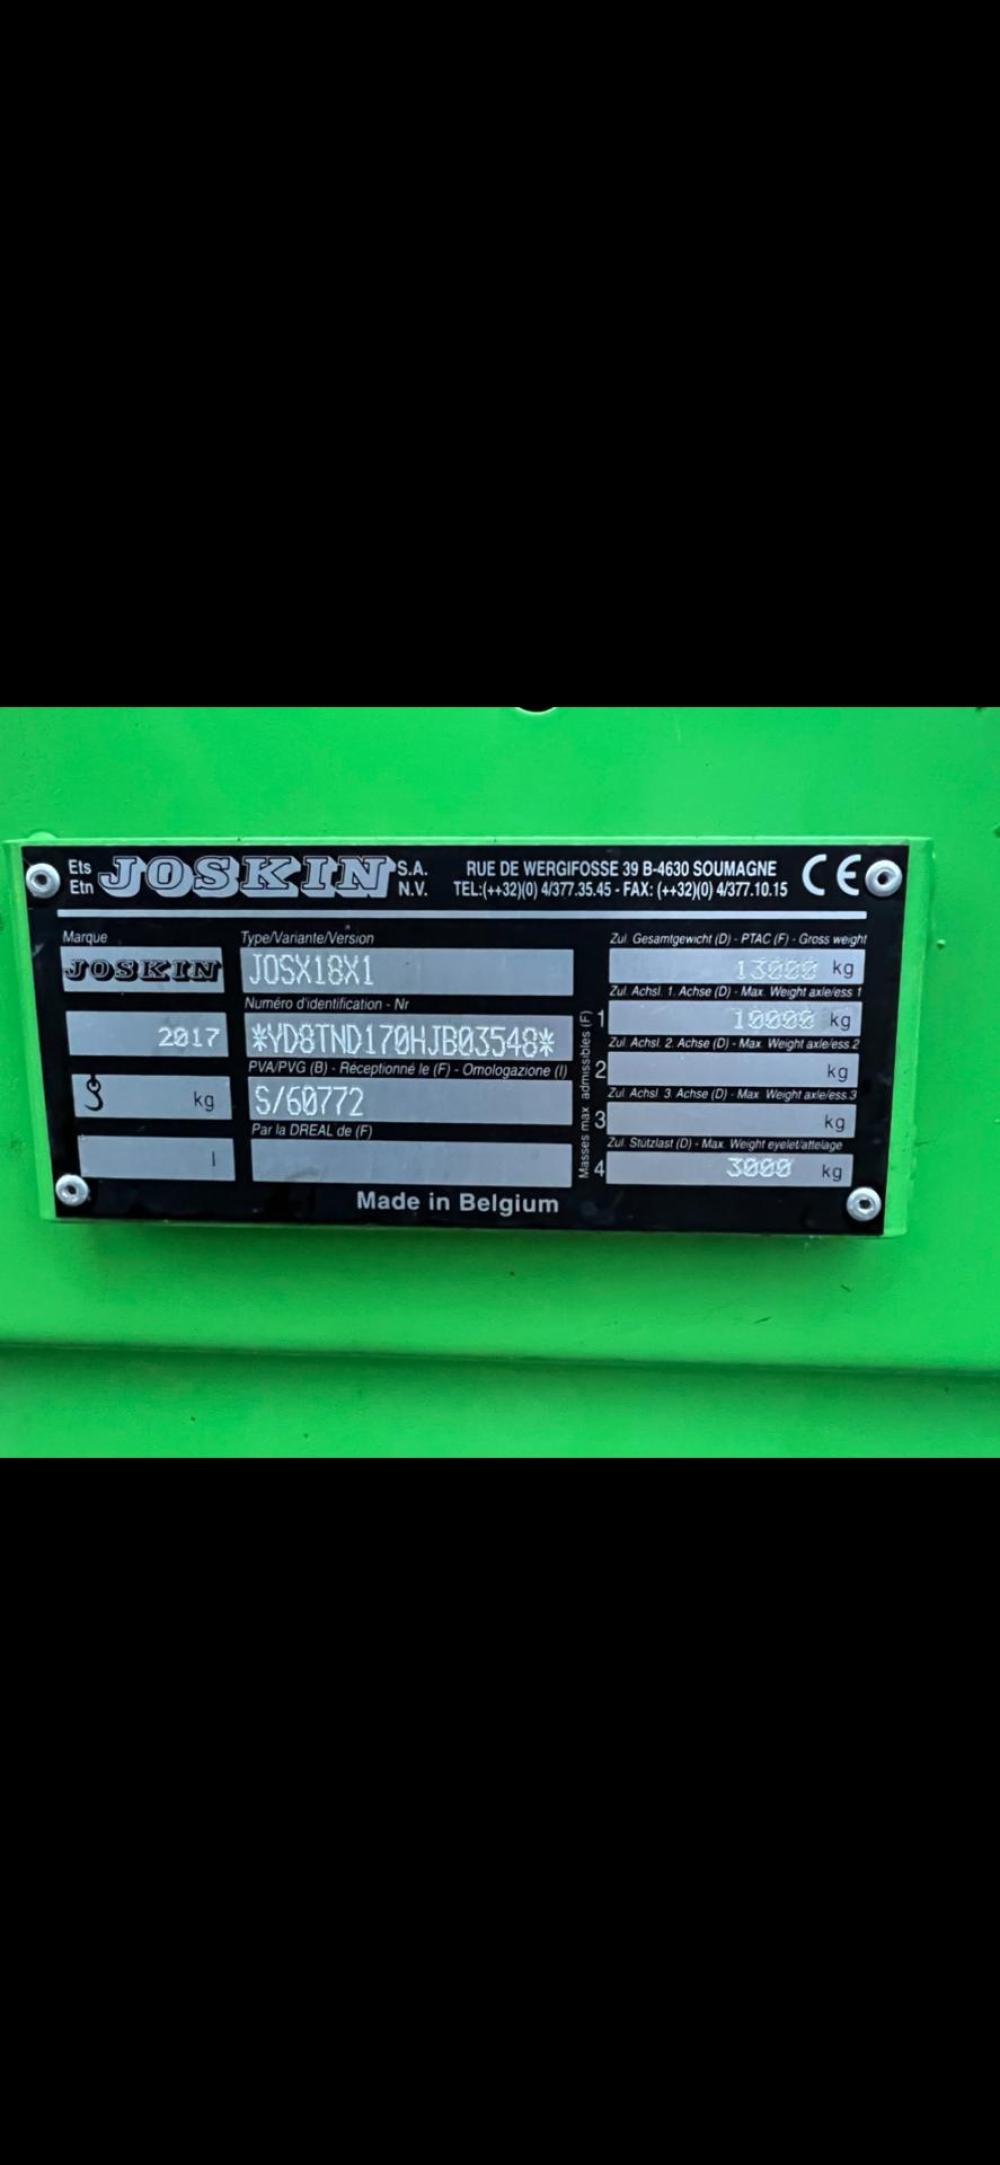 Ets Etn JOSKIN S.A. N.V.
RUE DE WERGIFOSSE 39 B-4630 SOUMAGNE
TEL:(++32)(0) 4/377.35.45 - FAX: (++32)(0) 4/377.10.15
CE
Marque
JOSKIN
2017
kg
l
Type/Variante/Version
JOSX18X1
Numéro d'identification - Nr
*YD8TND170HJB03548*
PVA/PVG (B) - Réceptionné le (F) - Omologazione (I)
S/60772
Par la DREAL de (F)
Masses max admissibles (F)
Zul. Gesamtgewicht (D) - PTAC (F) - Gross weight
13000 kg
Zul. Achsl. 1. Achse (D) - Max. Weight axle/ess 1
1 10000 kg
Zul. Achsl. 2. Achse (D) - Max. Weight axle/ess 2
2 kg
Zul. Achsl. 3. Achse (D) - Max. Weight axle/ess 3
3 kg
Zul. Stützlast (D) - Max. Weight eyelet/attelage
4 3000 kg
Made in Belgium